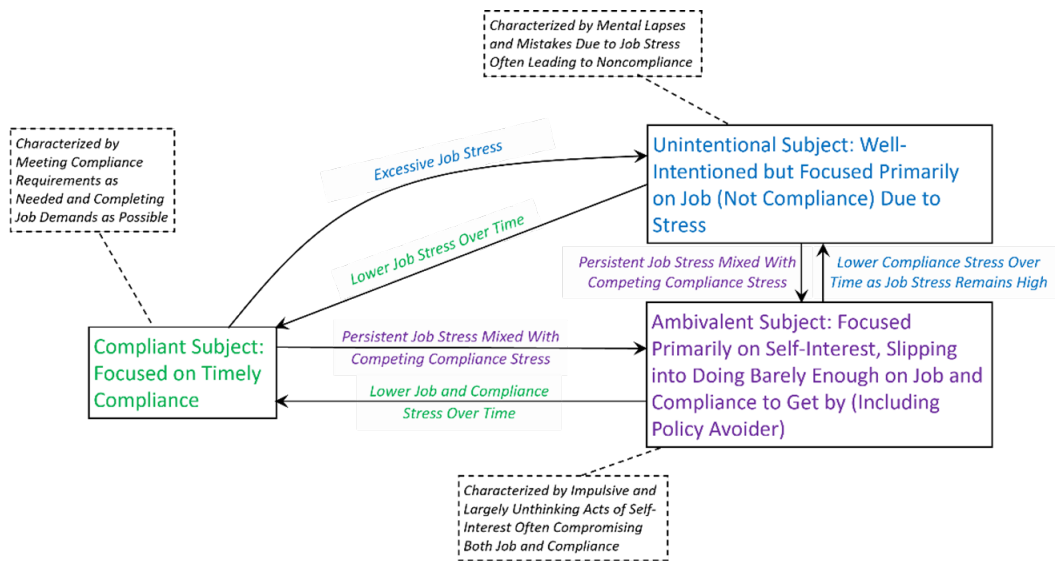 Characterized by Mental Lapses
and Mistakes Due to Job Stress
Often Leading to Noncompliance
Characterized by
Meeting Compliance
Requirements as
Needed and Completing
Job Demands as Possible
Excessive Job Stress
Unintentional Subject: Well-
Intentioned but Focused Primarily
on Job (Not Compliance) Due to
Stress
Lower Job Stress Over Time
Persistent Job Stress Mixed With
Competing Compliance Stress
Lower Compliance Stress Over
Time as Job Stress Remains High
Compliant Subject:
Focused on Timely
Compliance
Persistent Job Stress Mixed With
Competing Compliance Stress
Lower Job and Compliance
Stress Over Time
Ambivalent Subject: Focused
Primarily on Self-Interest, Slipping
into Doing Barely Enough on Job and
Compliance to Get by (Including
Policy Avoider)
Characterized by Impulsive and
Largely Unthinking Acts of Self-
Interest Often Compromising
Both Job and Compliance